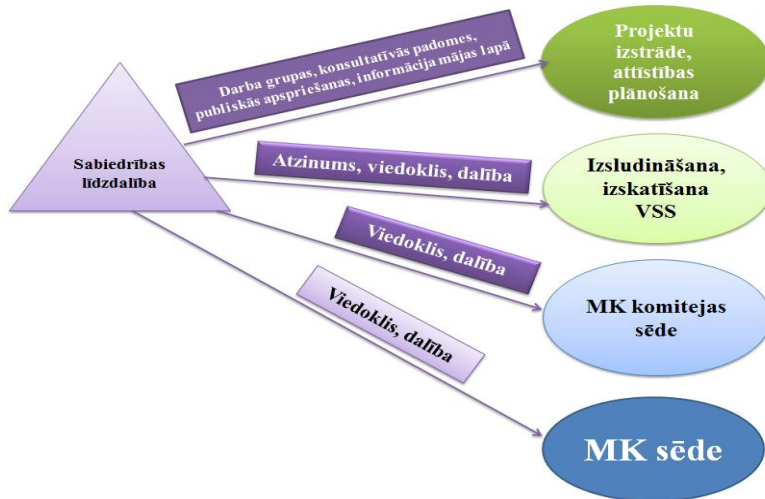 Darba grupas, konsultatīvās padomes,
publiskās apspriešanas, informācija mājas lapā
Projektu
izstrāde,
attīstības
plānošana
Sabiedrības
līdzdalība
Atzinums, viedoklis, dalība
Izsludināšana,
izskatīšana
VSS
Viedoklis, dalība
MK komitejas
sēde
Viedoklis, dalība
MK sēde